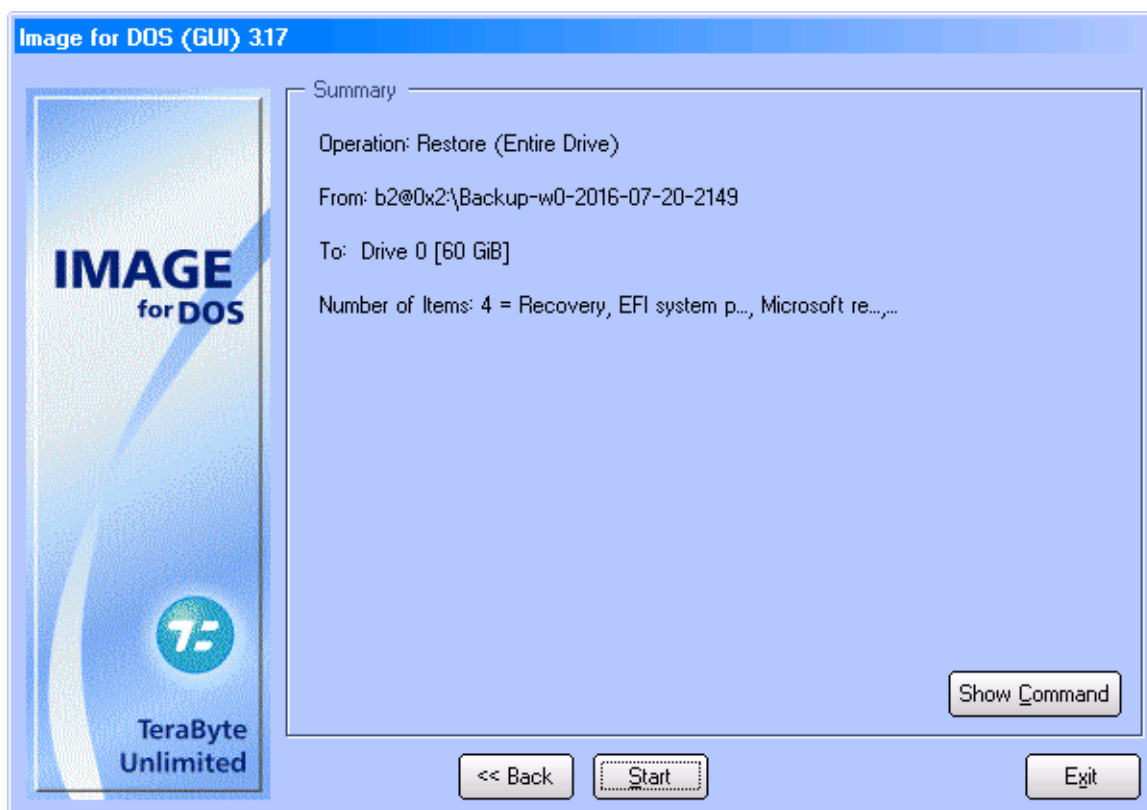 Image for DOS (GUI) 3.17
IMAGE
for DOS
TeraByte
Unlimited
Summary
Operation: Restore (Entire Drive)
From: b2@0x2:\Backup-w0-2016-07-20-2149
To: Drive 0 [60 GiB]
Number of Items: 4 = Recovery, EFI system p..., Microsoft re...,...
Show Command
<< Back
Start
Exit